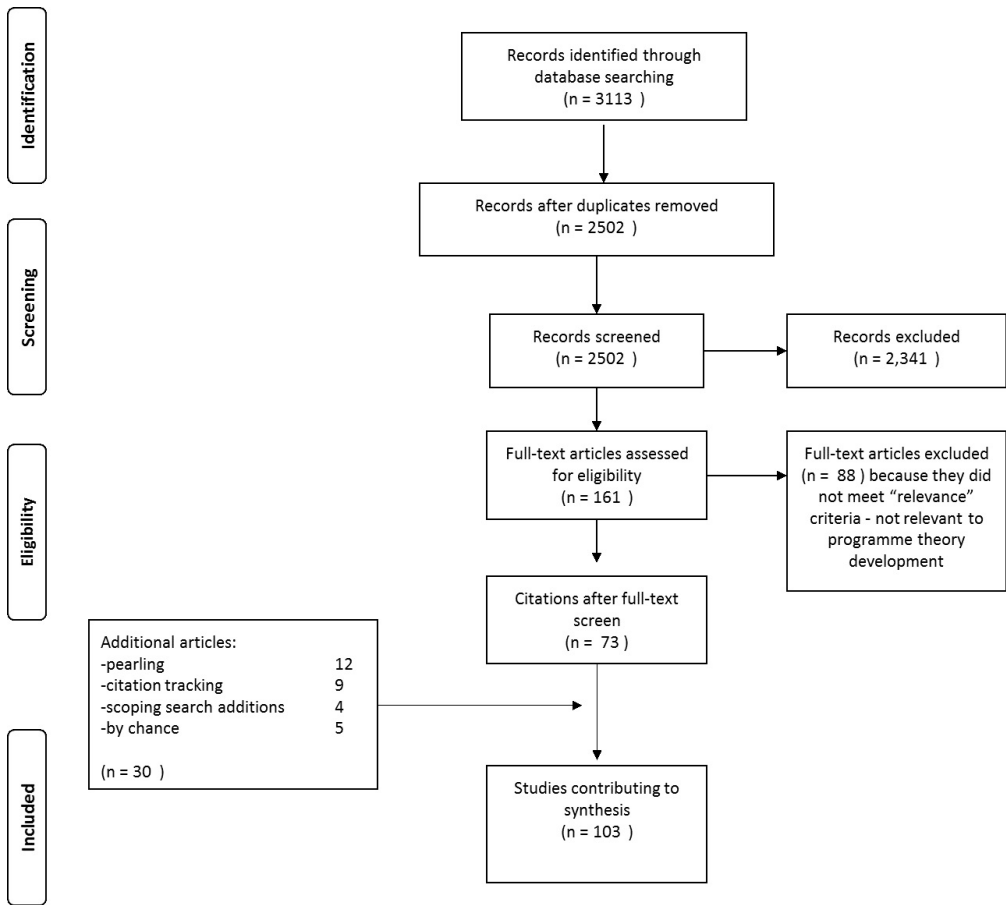 Identification
Records identified through
database searching
(n = 3113 )
Records after duplicates removed
(n = 2502 )
Screening
Records screened
(n = 2502 )
Records excluded
(n = 2,341 )
Eligibility
Full-text articles assessed
for eligibility
(n = 161 )
Full-text articles excluded
(n = 88 ) because they did
not meet “relevance”
criteria - not relevant to
programme theory
development
Citations after full-text
screen
(n = 73 )
Additional articles:
-pearling 12
-citation tracking 9
-scoping search additions 4
-by chance 5
(n = 30 )
Included
Studies contributing to
synthesis
(n = 103 )